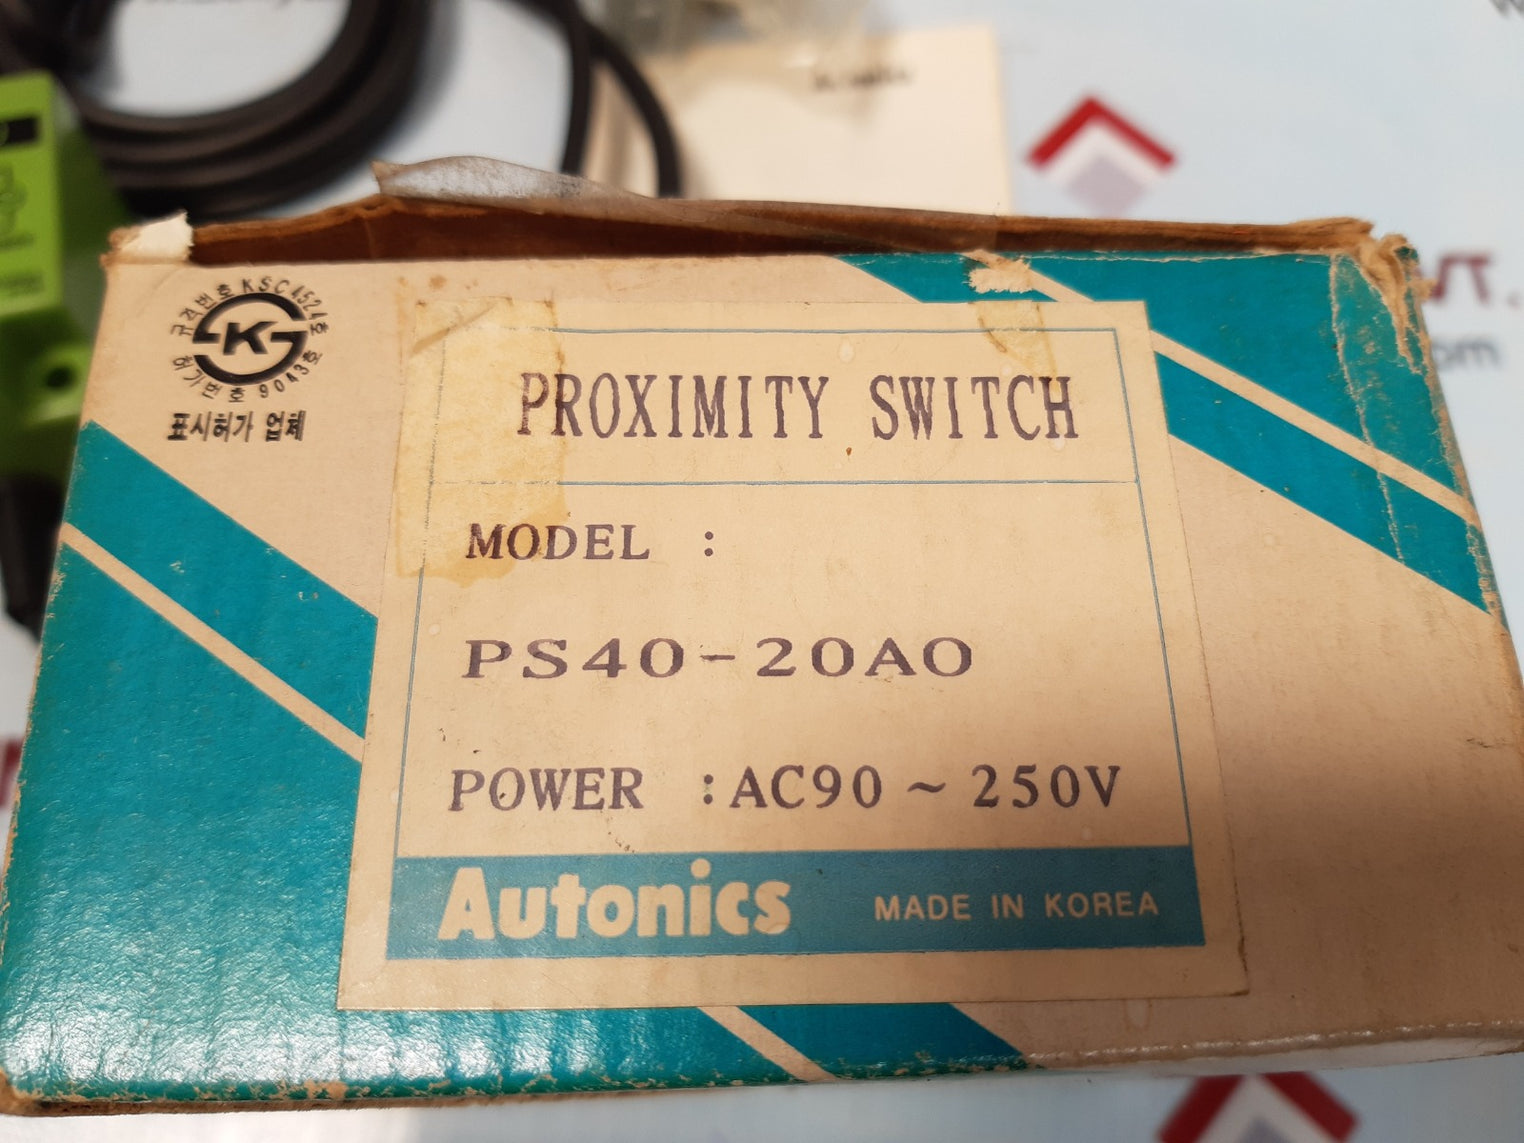 규격번호 KSC4524호
K
허가번호 9043호
표시허가 업체
PROXIMITY SWITCH
MODEL :
PS40-20AO
POWER : AC90 ~ 250V
Autonics MADE IN KOREA